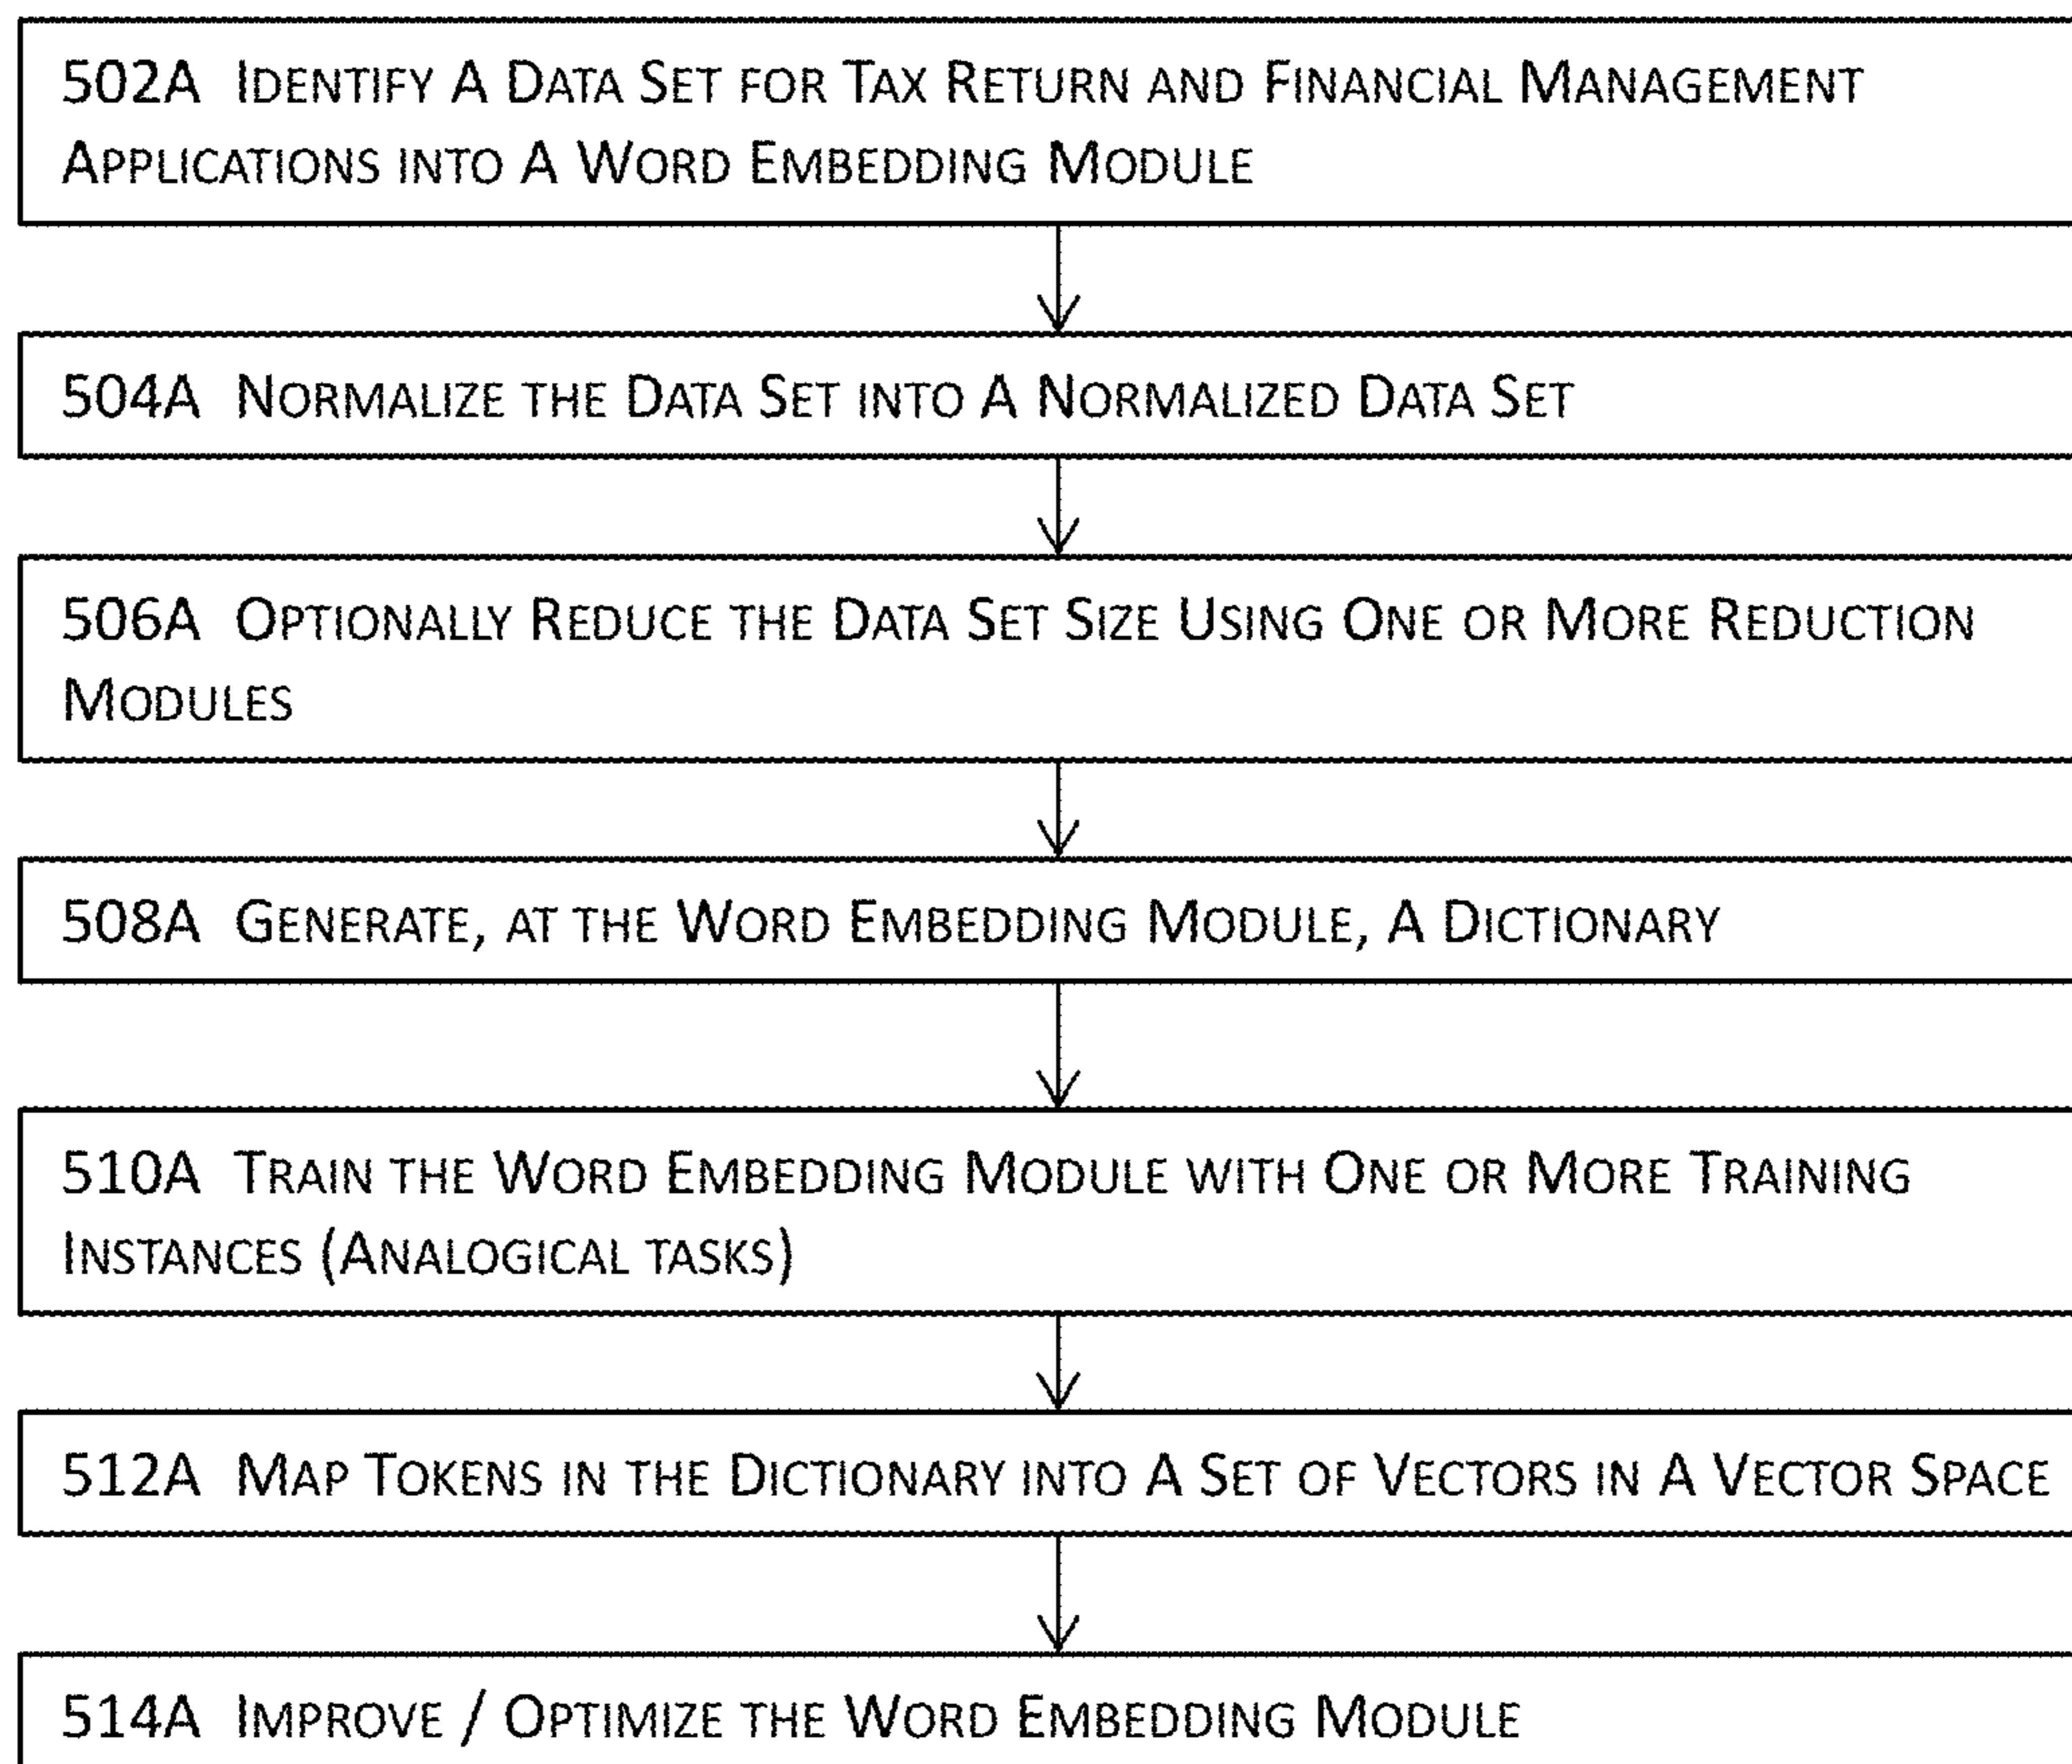 502A IDENTIFY A DATA SET FOR TAX RETURN AND FINANCIAL MANAGEMENT
APPLICATIONS INTO A WORD EMBEDDING MODULE
504A NORMALIZE THE DATA SET INTO A NORMALIZED DATA SET
506A OPTIONALLY REDUCE THE DATA SET SIZE USING ONE OR MORE REDUCTION
MODULES
508A GENERATE, AT THE WORD EMBEDDING MODULE, A DICTIONARY
510A TRAIN THE WORD EMBEDDING MODULE WITH ONE OR MORE TRAINING
INSTANCES (ANALOGICAL TASKS)
512A MAP TOKENS IN THE DICTIONARY INTO A SET OF VECTORS IN A VECTOR SPACE
514A IMPROVE / OPTIMIZE THE WORD EMBEDDING MODULE